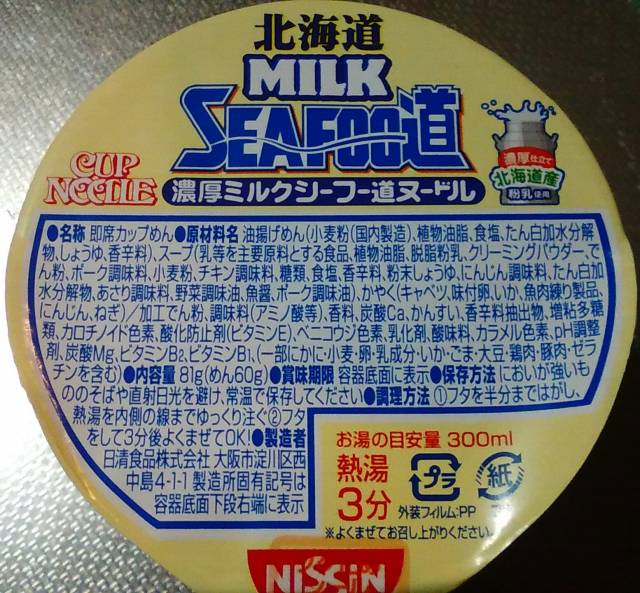 北海道
MILK
SEAFOO道
CUP
NOODLE
濃厚ミルクシーフー道ヌードル
濃厚仕立て
北海道産
粉乳使用
●名称 即席カップめん●原材料名 油揚げめん(小麦粉(国内製造)、植物油脂、食塩、たん白加水分解
物、しょうゆ、香辛料)、スープ(乳等を主要原料とする食品、植物油脂、脱脂粉乳、クリーミングパウダー、で
ん粉、ポーク調味料、小麦粉、チキン調味料、糖類、食塩、香辛料、粉末しょうゆ、にんじん調味料、たん白加
水分解物、あさり調味料、野菜調味油、魚醤、ポーク調味油)、かやく(キャベツ、味付卵、いか、魚肉練り製品、
にんじん、ねぎ)/加工でん粉、調味料(アミノ酸等)、香料、炭酸Ca、かんすい、香辛料抽出物、増粘多糖
類、カロチノイド色素、酸化防止剤(ビタミンE)、ベニコウジ色素、乳化剤、酸味料、カラメル色素、pH調整
剤、炭酸Mg、ビタミンB2、ビタミンB1、(一部にかに・小麦・卵・乳成分・いか・ごま・大豆・鶏肉・豚肉・ゼラ
チンを含む)●内容量 81g(めん60g)●賞味期限 容器底面に表示●保存方法 においが強いも
ののそばや直射日光を避け、常温で保存してください●調理方法 ①フタを半分まではがし、
熱湯を内側の線までゆっくり注ぐ②フタ
をして3分後よくまぜてOK!●製造者
日清食品株式会社 大阪市淀川区西
中島4-1-1 製造所固有記号は
容器底面下段右端に表示
お湯の目安量 300ml
熱湯
3分
プラ
外装フィルム:PP
紙
フタ
※よくまぜてお召し上がりください。
NISSIN